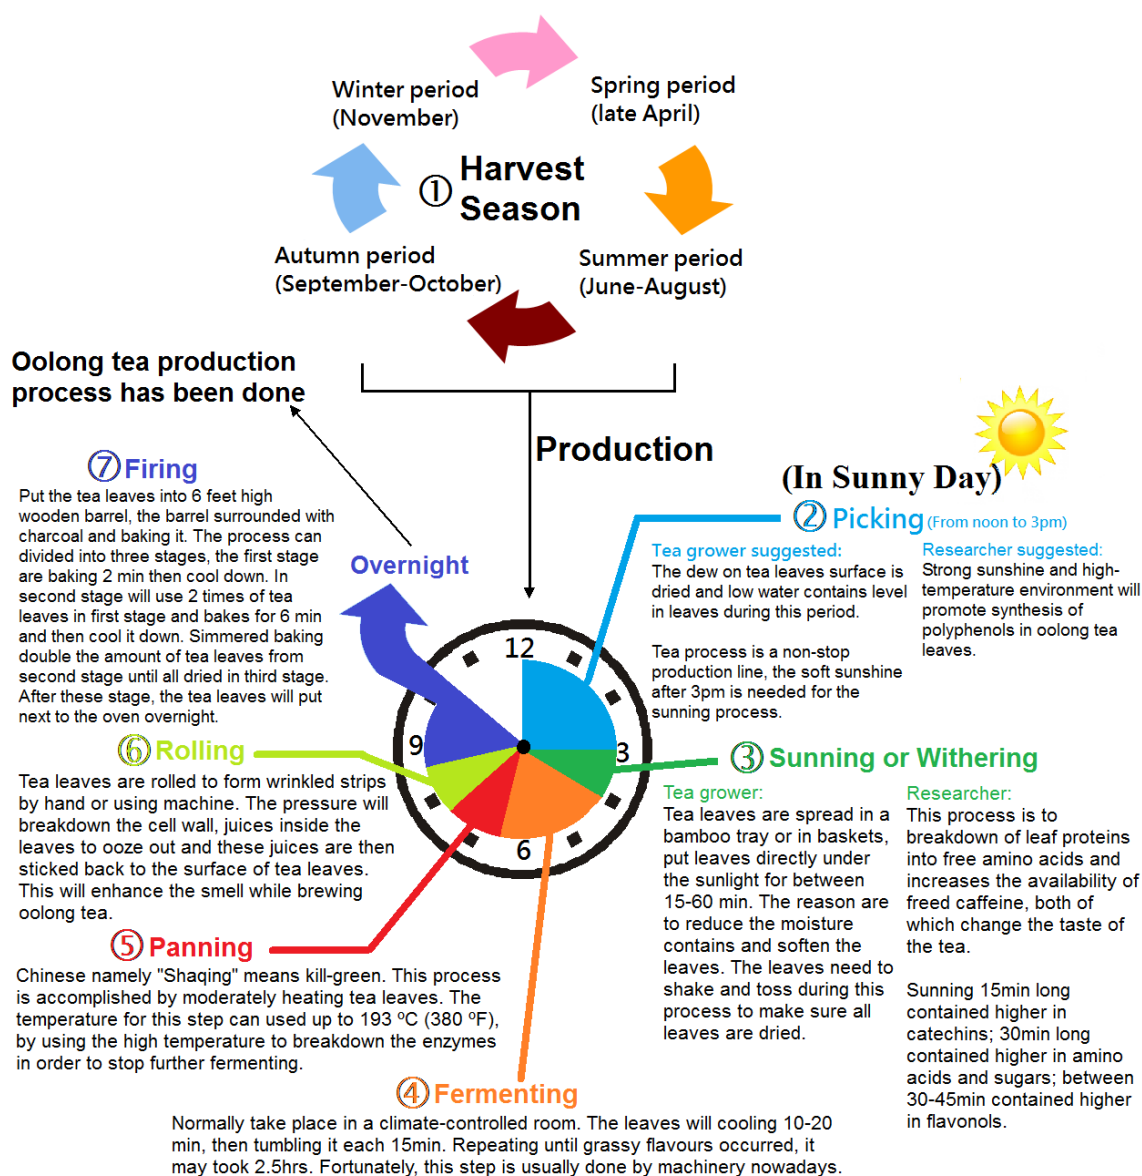 Winter period
(November)
Spring period
(late April)
① Harvest
Season
Autumn period
(September-October)
Summer period
(June-August)
Oolong tea production
process has been done
Production
(In Sunny Day)
⑦ Firing
Put the tea leaves into 6 feet high
wooden barrel, the barrel surrounded with
charcoal and baking it. The process can
divided into three stages, the first stage
are baking 2 min then cool down. In
second stage will use 2 times of tea
leaves in first stage and bakes for 6 min
and then cool it down. Simmered baking
double the amount of tea leaves from
second stage until all dried in third stage.
After these stage, the tea leaves will put
next to the oven overnight.
Overnight
② Picking (From noon to 3pm)
Tea grower suggested:
The dew on tea leaves surface is
dried and low water contains level
in leaves during this period.
Tea process is a non-stop
production line, the soft sunshine
after 3pm is needed for the
sunning process.
Researcher suggested:
Strong sunshine and high-
temperature environment will
promote synthesis of
polyphenols in oolong tea
leaves.
12
3
6
9
⑥ Rolling
Tea leaves are rolled to form wrinkled strips
by hand or using machine. The pressure will
breakdown the cell wall, juices inside the
leaves to ooze out and these juices are then
sticked back to the surface of tea leaves.
This will enhance the smell while brewing
oolong tea.
③ Sunning or Withering
Tea grower:
Tea leaves are spread in a
bamboo tray or in baskets,
put leaves directly under
the sunlight for between
15-60 min. The reason are
to reduce the moisture
contains and soften the
leaves. The leaves need to
shake and toss during this
process to make sure all
leaves are dried.
Researcher:
This process is to
breakdown of leaf proteins
into free amino acids and
increases the availability of
freed caffeine, both of
which change the taste of
the tea.
Sunning 15min long
contained higher in
catechins; 30min long
contained higher in amino
acids and sugars; between
30-45min contained higher
in flavonols.
⑤ Panning
Chinese namely "Shaqing" means kill-green. This process
is accomplished by moderately heating tea leaves. The
temperature for this step can used up to 193 ºC (380 ºF),
by using the high temperature to breakdown the enzymes
in order to stop further fermenting.
④ Fermenting
Normally take place in a climate-controlled room. The leaves will cooling 10-20
min, then tumbling it each 15min. Repeating until grassy flavours occurred, it
may took 2.5hrs. Fortunately, this step is usually done by machinery nowadays.